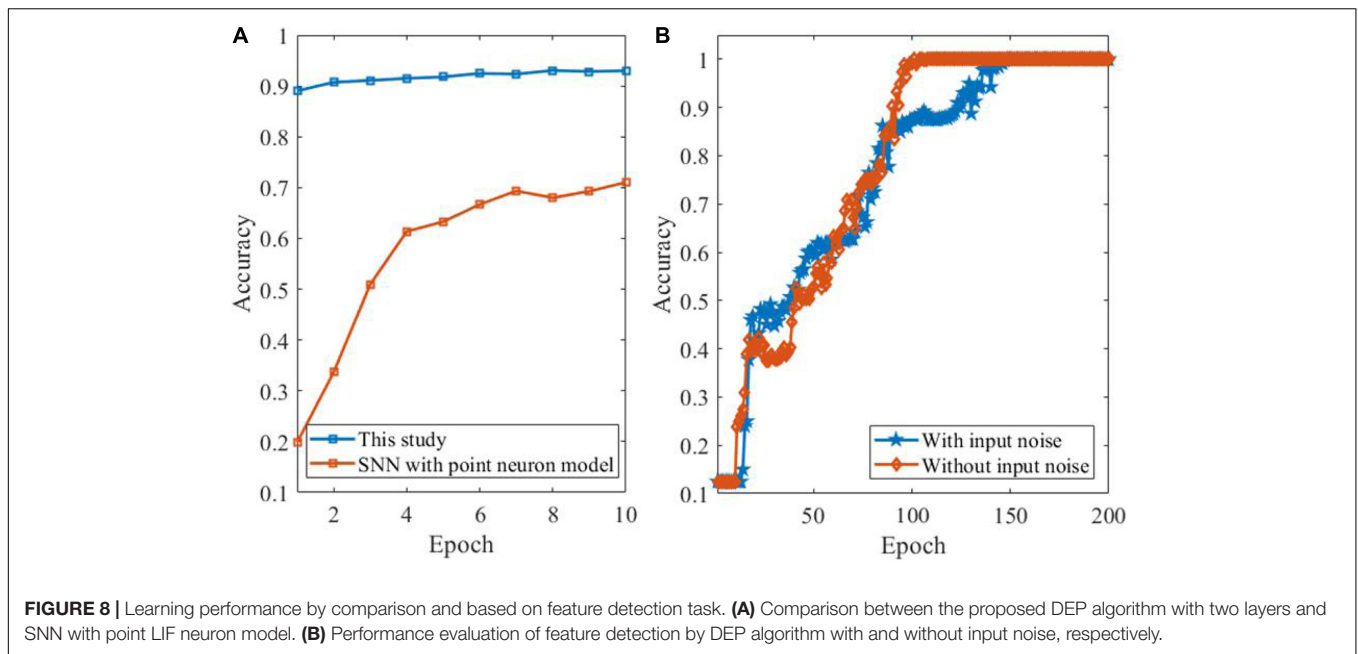 A
1
0.9
0.8
0.7
0.6
0.5
0.4
0.3
0.2
0.1
Accuracy
This study
SNN with point neuron model
2 4 6 8 10
Epoch
B
1
0.9
0.8
0.7
0.6
0.5
0.4
0.3
0.2
0.1
Accuracy
With input noise
Without input noise
50 100 150 200
Epoch
FIGURE 8 | Learning performance by comparison and based on feature detection task. (A) Comparison between the proposed DEP algorithm with two layers and
SNN with point LIF neuron model. (B) Performance evaluation of feature detection by DEP algorithm with and without input noise, respectively.